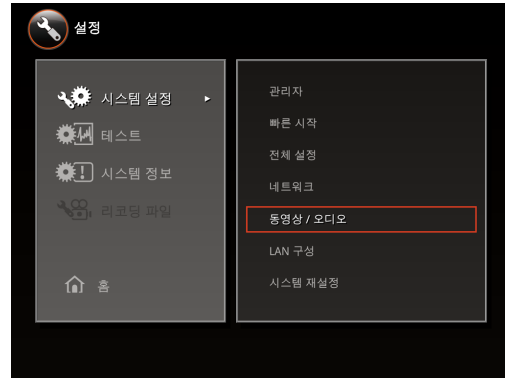 설정
시스템 설정
테스트
시스템 정보
리코딩 파일
홈
관리자
빠른 시작
전체 설정
네트워크
동영상 / 오디오
LAN 구성
시스템 재설정